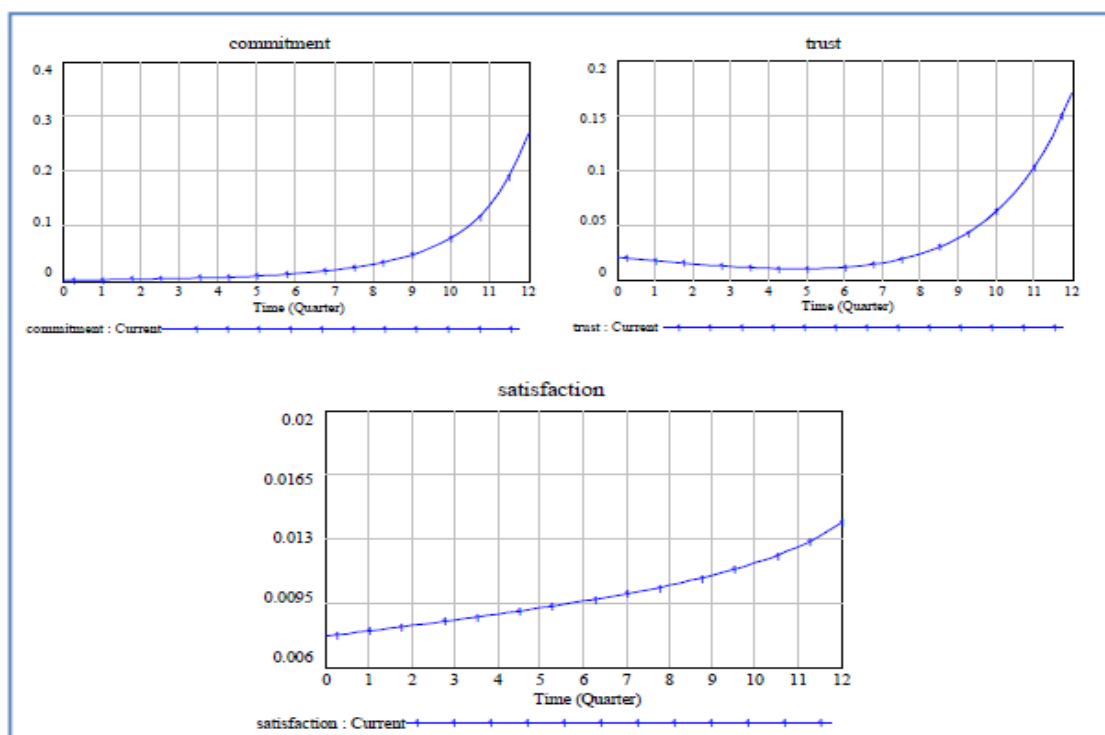 commitment
0.4
0.3
0.2
0.1
0
0 1 2 3 4 5 6 7 8 9 10 11 12
Time (Quarter)
commitment : Current
trust
0.2
0.15
0.1
0.05
0
0 1 2 3 4 5 6 7 8 9 10 11 12
Time (Quarter)
trust : Current
satisfaction
0.02
0.0165
0.013
0.0095
0.006
0 1 2 3 4 5 6 7 8 9 10 11 12
Time (Quarter)
satisfaction : Current